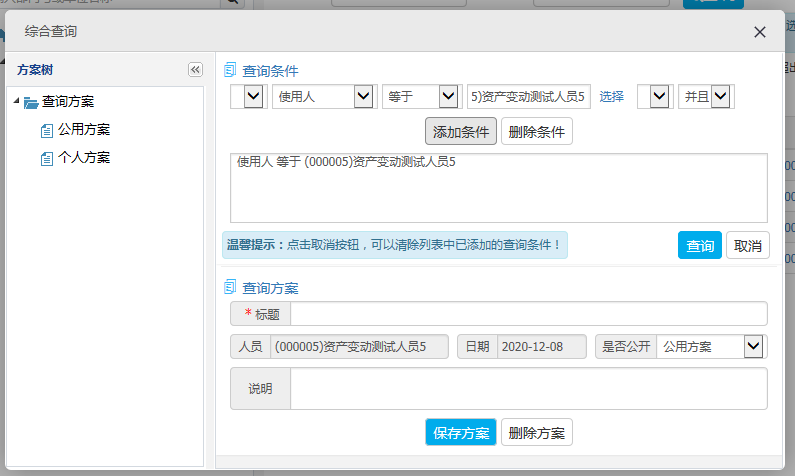 综合查询
方案树
查询方案
公用方案
个人方案
查询条件
使用人 等于 5)资产变动测试人员5 选择 并且
添加条件 删除条件
使用人 等于 (000005)资产变动测试人员5
温馨提示：点击取消按钮，可以清除列表中已添加的查询条件！ 查询 取消
查询方案
* 标题
人员 (000005)资产变动测试人员5 日期 2020-12-08 是否公开 公用方案
说明
保存方案 删除方案